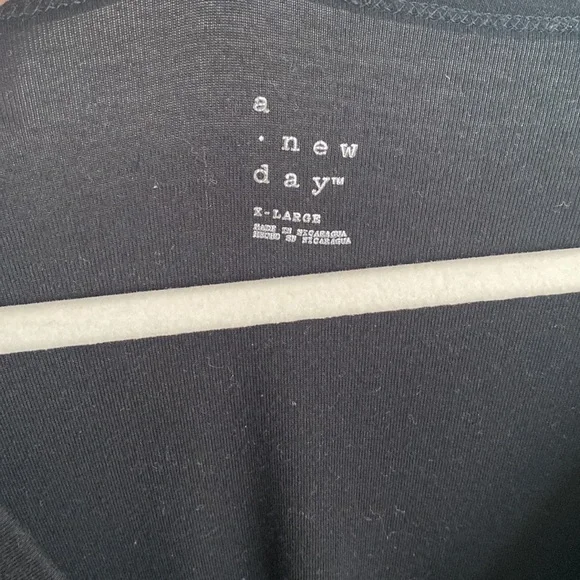 a
· new
day™
X-LARGE
MADE IN NICARAGUA
HECHO EN NICARAGUA